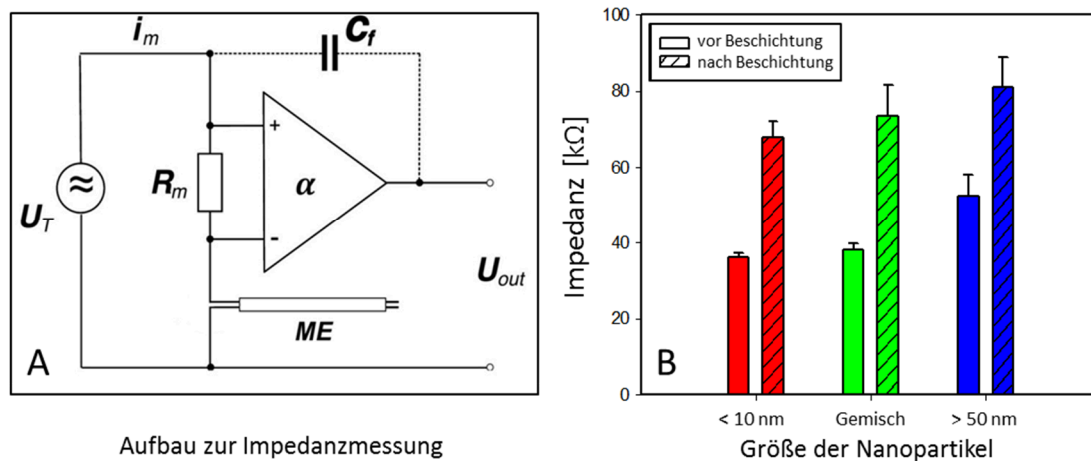 i_m
C_f
+
R_m
α
U_T
-
U_out
ME
A
Aufbau zur Impedanzmessung
100
80
60
40
20
0
Impedanz [kΩ]
vor Beschichtung
nach Beschichtung
B
< 10 nm
Gemisch
> 50 nm
Größe der Nanopartikel